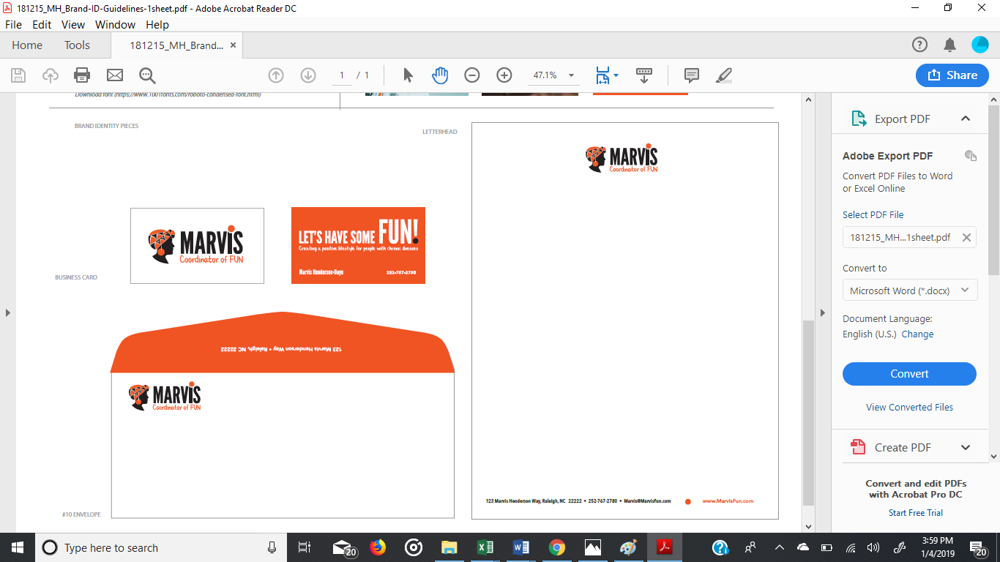 181215_MH_Brand-ID-Guidelines-1sheet.pdf - Adobe Acrobat Reader DC
File Edit View Window Help
Home Tools 181215_MH_Brand... ×
1 / 1 47.1% Share
Download font (https://www.1001fonts.com/roboto-condensed-font.html)
BRAND IDENTITY PIECES
LETTERHEAD
MARViS
Coordinator of FUN
BUSINESS CARD
MARViS
Coordinator of FUN
LET'S HAVE SOME FUN!
Creating a positive lifestyle for people with chronic illnesses
Marvis Henderson-Daye 252•767•2780
123 Marvis Henderson Way • Raleigh, NC 22222
MARViS
Coordinator of FUN
#10 ENVELOPE
123 Marvis Henderson Way, Raleigh, NC 22222 • 252-767-2780 • Marvis@MarvisFun.com www.MarvisFun.com
Export PDF
Adobe Export PDF
Convert PDF Files to Word
or Excel Online
Select PDF File
181215_MH...1sheet.pdf
Convert to
Microsoft Word (*.docx)
Document Language:
English (U.S.) Change
Convert
View Converted Files
Create PDF
Convert and edit PDFs
with Acrobat Pro DC
Start Free Trial
Type here to search
20
3:59 PM
1/4/2019
20